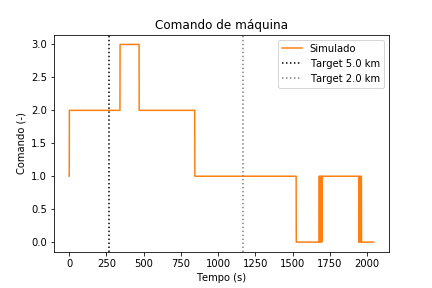 Comando de máquina
Simulado
Target 5.0 km
Target 2.0 km
Comando (-)
3.0
2.5
2.0
1.5
1.0
0.5
0.0
0 250 500 750 1000 1250 1500 1750 2000
Tempo (s)